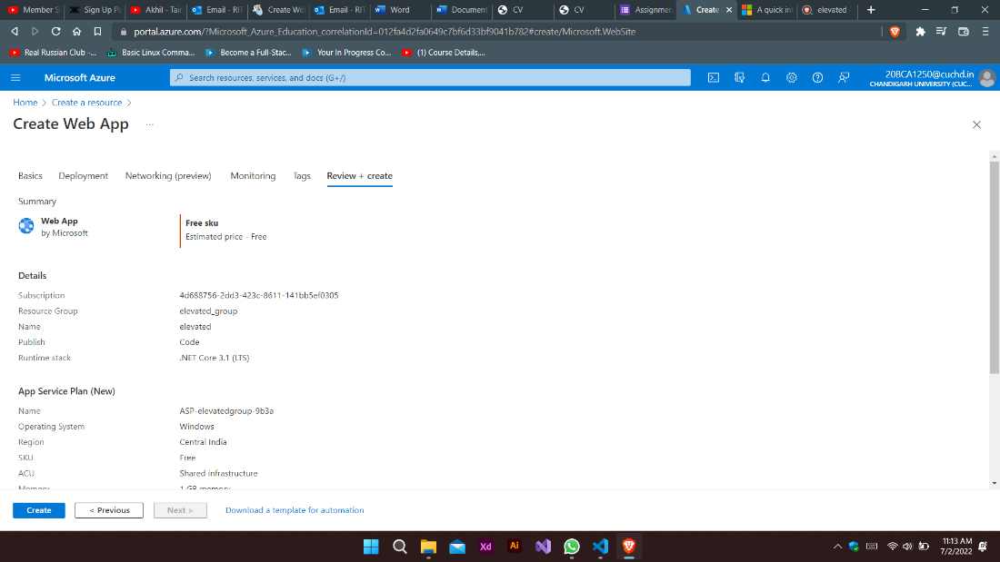 Member S
Sign Up Pa
Akhil - Tain
Email - RIT
Create Wel
Email - RIT
Word
Document
CV
CV
Assignmen
Create
A quick int
elevated -
portal.azure.com/?Microsoft_Azure_Education_correlationId=012fa4d2fa0649c7bf6d33bf9041b782#create/Microsoft.WebSite
Real Russian Club -...
Basic Linux Comma...
Become a Full-Stac...
Your In Progress Co...
(1) Course Details,...
Microsoft Azure
Search resources, services, and docs (G+/)
20BCA1250@cuchd.in
CHANDIGARH UNIVERSITY (CUC...
Home > Create a resource >
Create Web App ...
Basics Deployment Networking (preview) Monitoring Tags Review + create
Summary
Web App
by Microsoft
Free sku
Estimated price - Free
Details
Subscription 4d688756-2dd3-423c-8611-141bb5ef0305
Resource Group elevated_group
Name elevated
Publish Code
Runtime stack .NET Core 3.1 (LTS)
App Service Plan (New)
Name ASP-elevatedgroup-9b3a
Operating System Windows
Region Central India
SKU Free
ACU Shared infrastructure
Memory 1 GB memory
Create < Previous Next > Download a template for automation
Xd
Ai
11:13 AM
7/2/2022